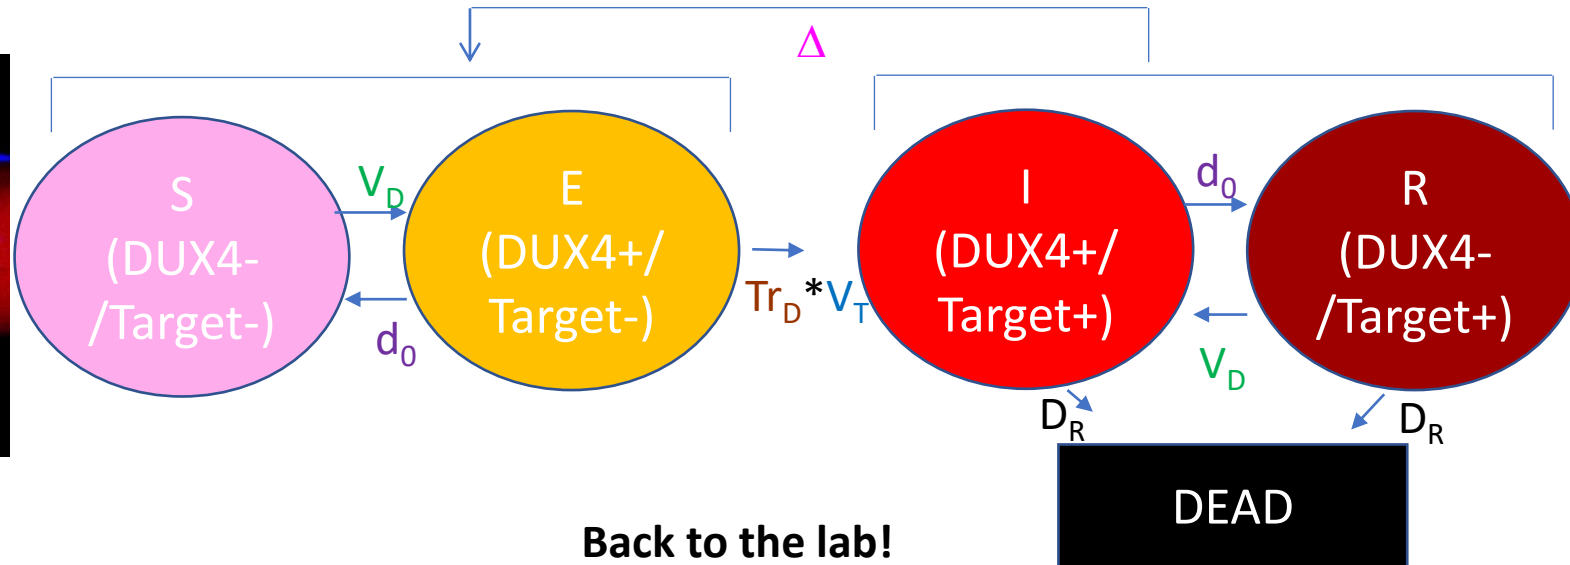 Δ
S
(DUX4-
/Target-)
V_D
d_0
E
(DUX4+/
Target-)
Tr_D*V_T
I
(DUX4+/
Target+)
d_0
V_D
R
(DUX4-
/Target+)
D_R
D_R
DEAD
Back to the lab!